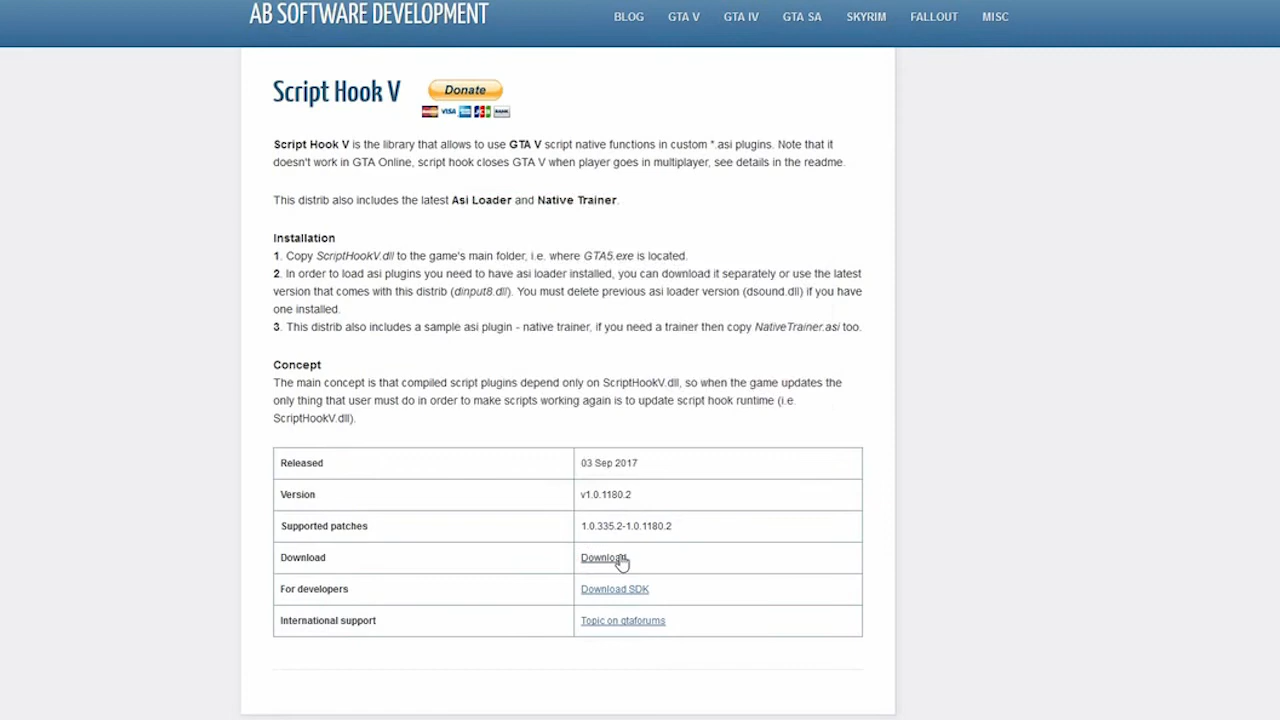 AB SOFTWARE DEVELOPMENT
BLOG GTA V GTA IV GTA SA SKYRIM FALLOUT MISC
Script Hook V
Donate
VISA
Script Hook V is the library that allows to use GTA V script native functions in custom *.asi plugins. Note that it
doesn't work in GTA Online, script hook closes GTA V when player goes in multiplayer, see details in the readme.
This distrib also includes the latest Asi Loader and Native Trainer.
Installation
1. Copy ScriptHookV.dll to the game's main folder, i.e. where GTA5.exe is located.
2. In order to load asi plugins you need to have asi loader installed, you can download it separately or use the latest
version that comes with this distrib (dinput8.dll). You must delete previous asi loader version (dsound.dll) if you have
one installed.
3. This distrib also includes a sample asi plugin - native trainer, if you need a trainer then copy NativeTrainer.asi too.
Concept
The main concept is that compiled script plugins depend only on ScriptHookV.dll, so when the game updates the
only thing that user must do in order to make scripts working again is to update script hook runtime (i.e.
ScriptHookV.dll).
Released 03 Sep 2017
Version v1.0.1180.2
Supported patches 1.0.335.2-1.0.1180.2
Download Download
For developers Download SDK
International support Topic on gtaforums